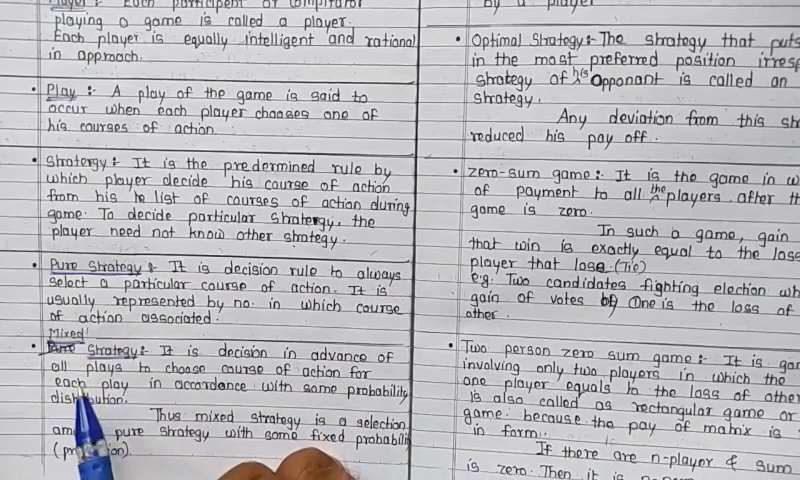 Player :- Each participent or compitator
playing a game is called a player.
Each player is equally intelligent and rational
in approach.
• Play :- A play of the game is said to
occur when each player chooses one of
his courses of action
• Stratergy :- It is the predermined rule by
which player decide his course of action
from his list of courses of action during
game. To decide particular stratergy, the
player need not know other strategy.
• Pure Strategy :- It is decision rule to always
select a particular course of action. It is
usually represented by no. in which course
of action associated.
Mixed
• Strategy :- It is decision in advance of
all plays to choose course of action for
each play in accordance with some probability
distribution.
Thus mixed strategy is a selection
pure strategy with some fixed probability
by a player
• Optimal Strategy :- The strategy that puts
in the most preferred position
strategy of his opponant is called an
strategy.
Any deviation from this
reduced his pay off.
• Zero-sum game :- It is the game in
of payment to all the players after
game is zero.
In such a game, gain
that win is exactly equal to the
player that lose. (Tie)
e.g. Two candidates fighting election
gain of votes of one is the loss of
other.
• Two person zero sum game :- It is
involving only two players in which the
one player equals to the loss of other
is also called as rectangular game or
game. because the pay of matrix is
in form.
If there are n-player & sum
is zero. Then it is